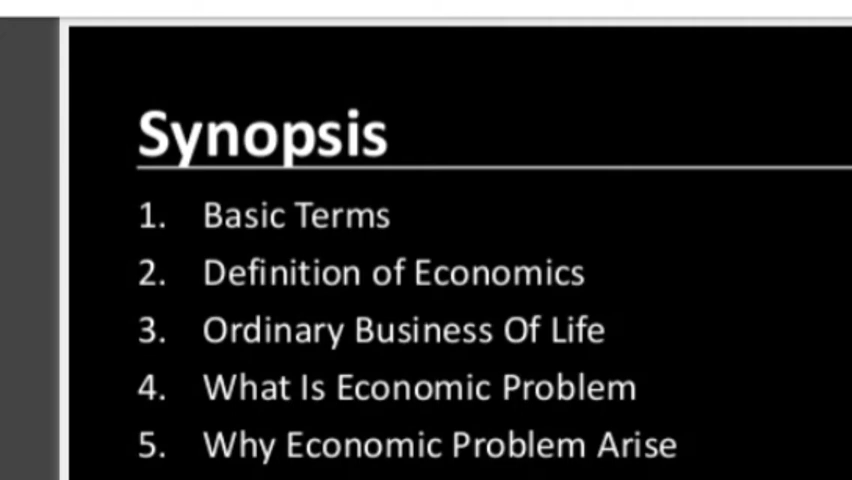 Synopsis
1. Basic Terms
2. Definition of Economics
3. Ordinary Business Of Life
4. What Is Economic Problem
5. Why Economic Problem Arise